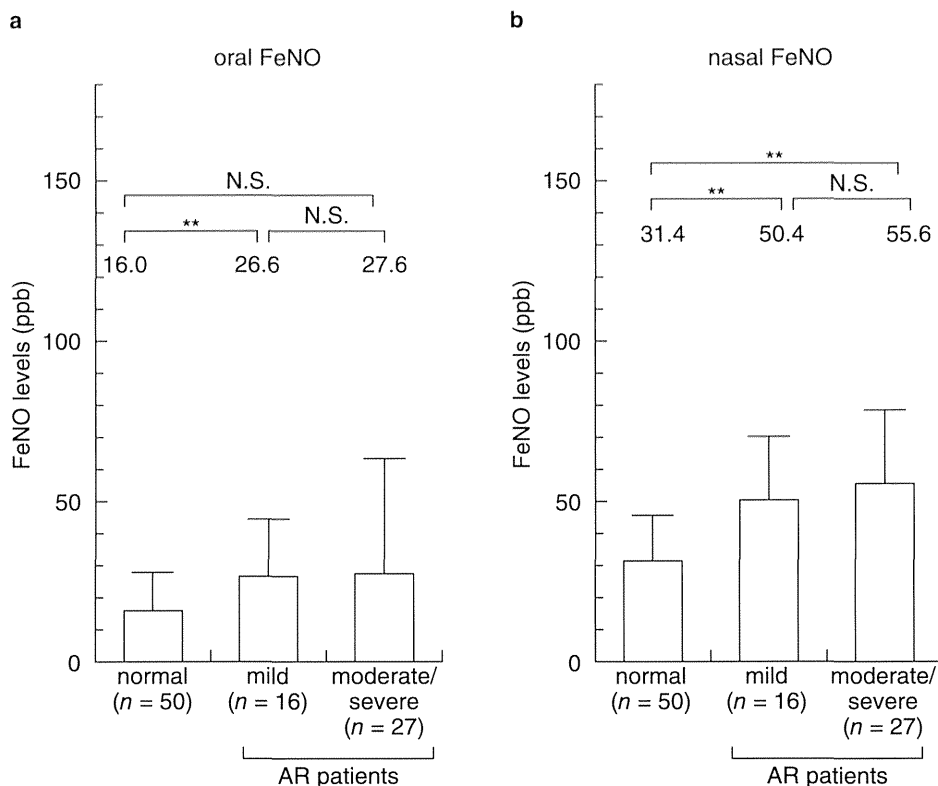 a
oral FeNO
FeNO levels (ppb)
150
100
50
0
N.S.
**
N.S.
16.0 26.6 27.6
normal
(n = 50)
mild
(n = 16)
moderate/
severe
(n = 27)
AR patients
b
nasal FeNO
FeNO levels (ppb)
150
100
50
0
**
**
N.S.
31.4 50.4 55.6
normal
(n = 50)
mild
(n = 16)
moderate/
severe
(n = 27)
AR patients